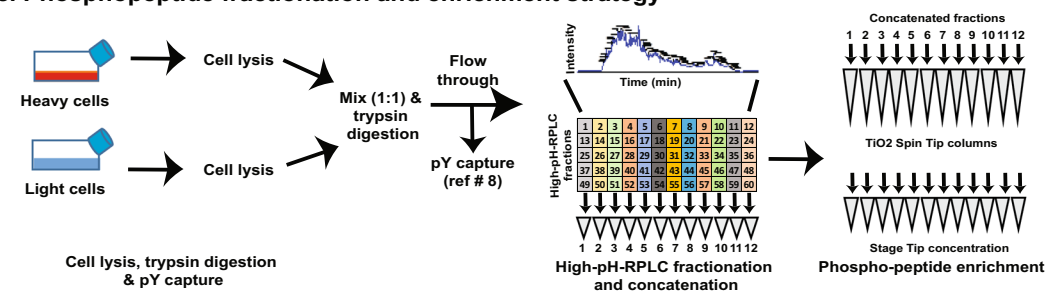 Phosphopeptide fractionation and enrichment strategy
Heavy cells
Light cells
Cell lysis
Cell lysis
Mix (1:1) &
trypsin
digestion
Flow
through
pY capture
(ref # 8)
Cell lysis, trypsin digestion
& pY capture
Intensity
Time (min)
High-pH-RPLC
fractions
1 2 3 4 5 6 7 8 9 10 11 12
13 14 15 16 17 18 19 20 21 22 23 24
25 26 27 28 29 30 31 32 33 34 35 36
37 38 39 40 41 42 43 44 45 46 47 48
49 50 51 52 53 54 55 56 57 58 59 60
1 2 3 4 5 6 7 8 9 10 11 12
High-pH-RPLC fractionation
and concatenation
Concatenated fractions
1 2 3 4 5 6 7 8 9 10 11 12
TiO2 Spin Tip columns
Stage Tip concentration
Phospho-peptide enrichment